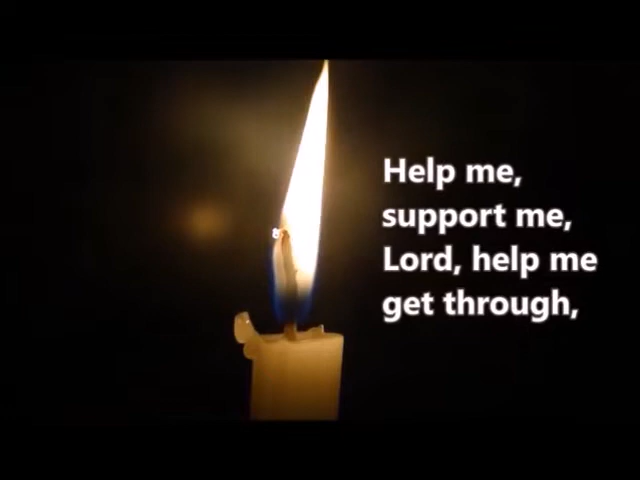 Help me,
support me,
Lord, help me
get through,